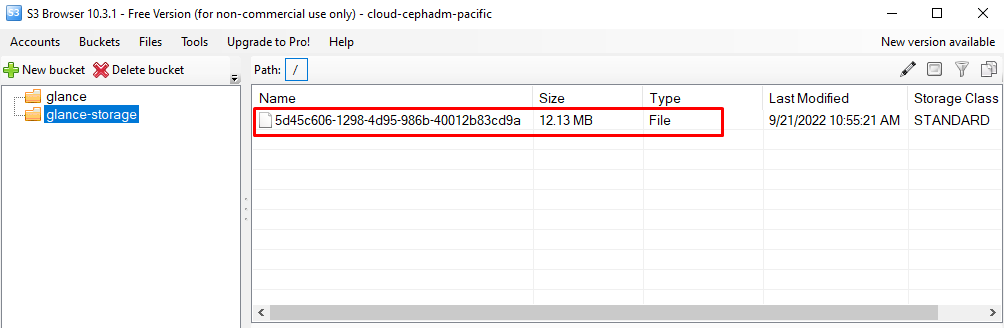 S3 Browser 10.3.1 - Free Version (for non-commercial use only) - cloud-cephadm-pacific
Accounts Buckets Files Tools Upgrade to Pro! Help New version available
New bucket Delete bucket Path: /
glance
glance-storage
Name Size Type Last Modified Storage Class
5d45c606-1298-4d95-986b-40012b83cd9a 12.13 MB File 9/21/2022 10:55:21 AM STANDARD